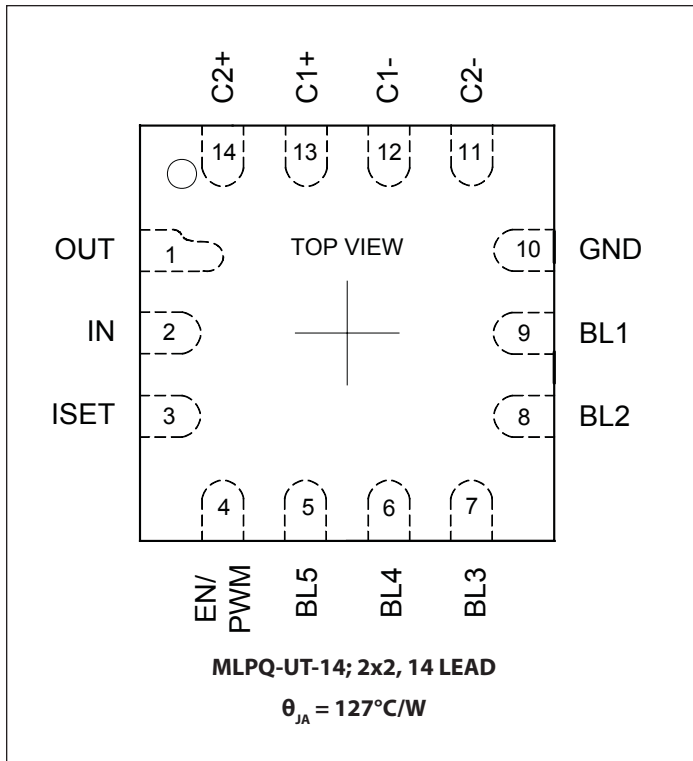 C2+ C1+ C1- C2-
14 13 12 11
OUT 1 TOP VIEW 10 GND
IN 2 9 BL1
ISET 3 8 BL2
4 5 6 7
EN/
PWM BL5 BL4 BL3
MLPQ-UT-14; 2x2, 14 LEAD
θJA = 127°C/W